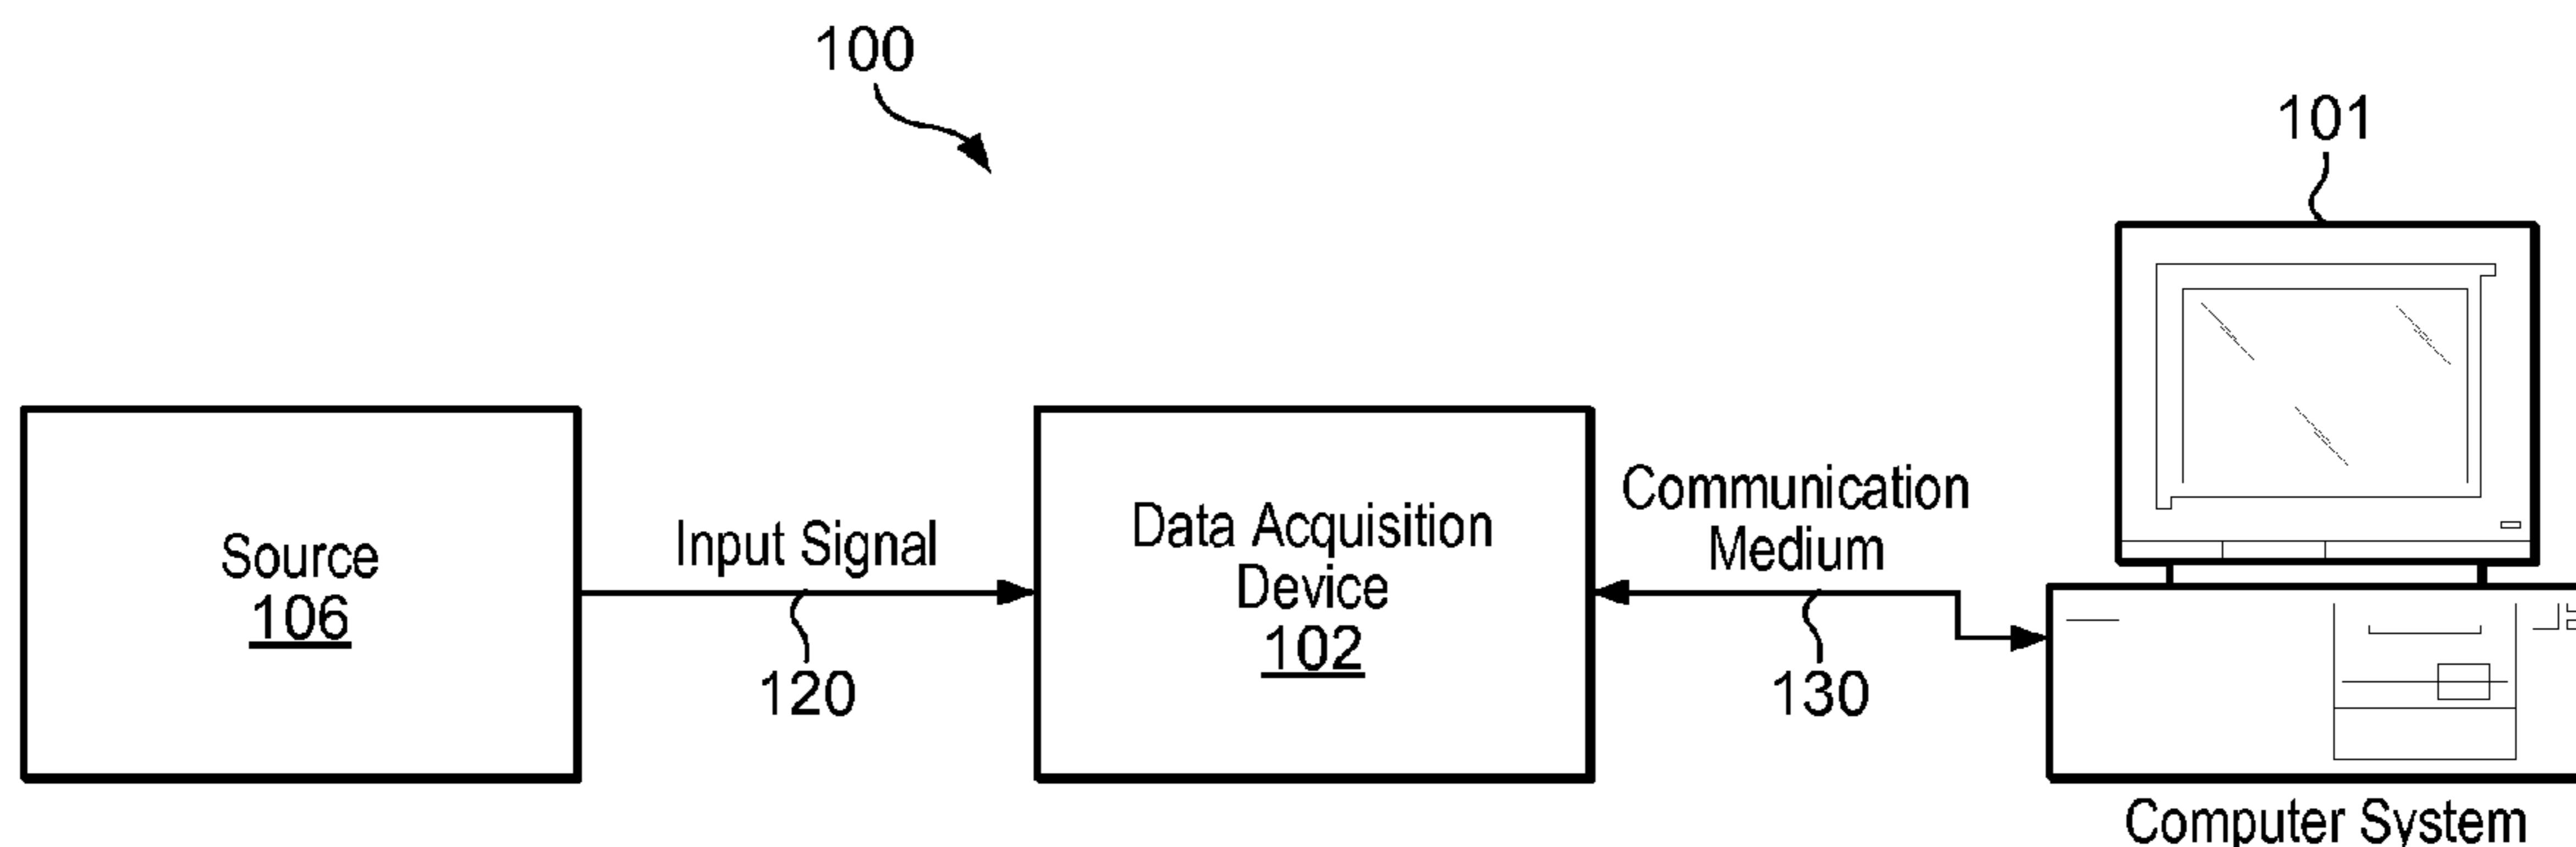 100
101
Source
106
Input Signal
120
Data Acquisition
Device
102
Communication
Medium
130
Computer System